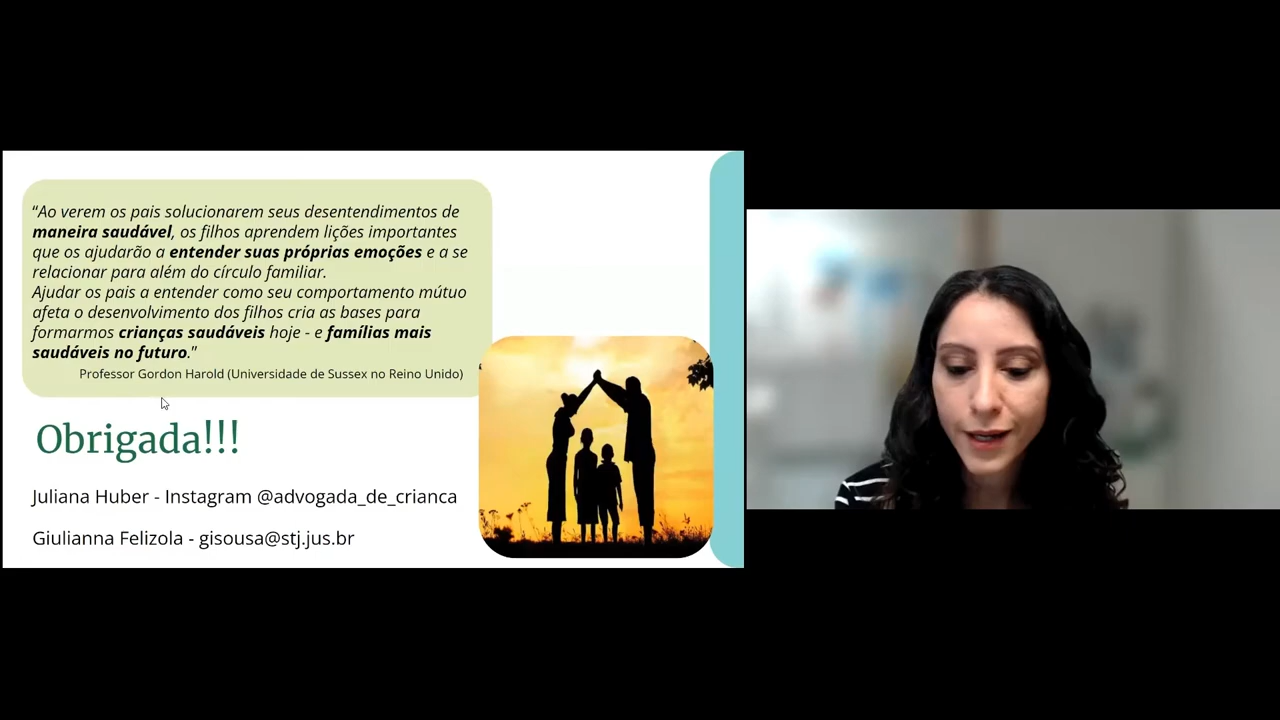 “Ao verem os pais solucionarem seus desentendimentos de
maneira saudável, os filhos aprendem lições importantes
que os ajudarão a entender suas próprias emoções e a se
relacionar para além do círculo familiar.
Ajudar os pais a entender como seu comportamento mútuo
afeta o desenvolvimento dos filhos cria as bases para
formarmos crianças saudáveis hoje - e famílias mais
saudáveis no futuro.”
Professor Gordon Harold (Universidade de Sussex no Reino Unido)
Obrigada!!!
Juliana Huber - Instagram @advogada_de_crianca
Giulianna Felizola - gisousa@stj.jus.br